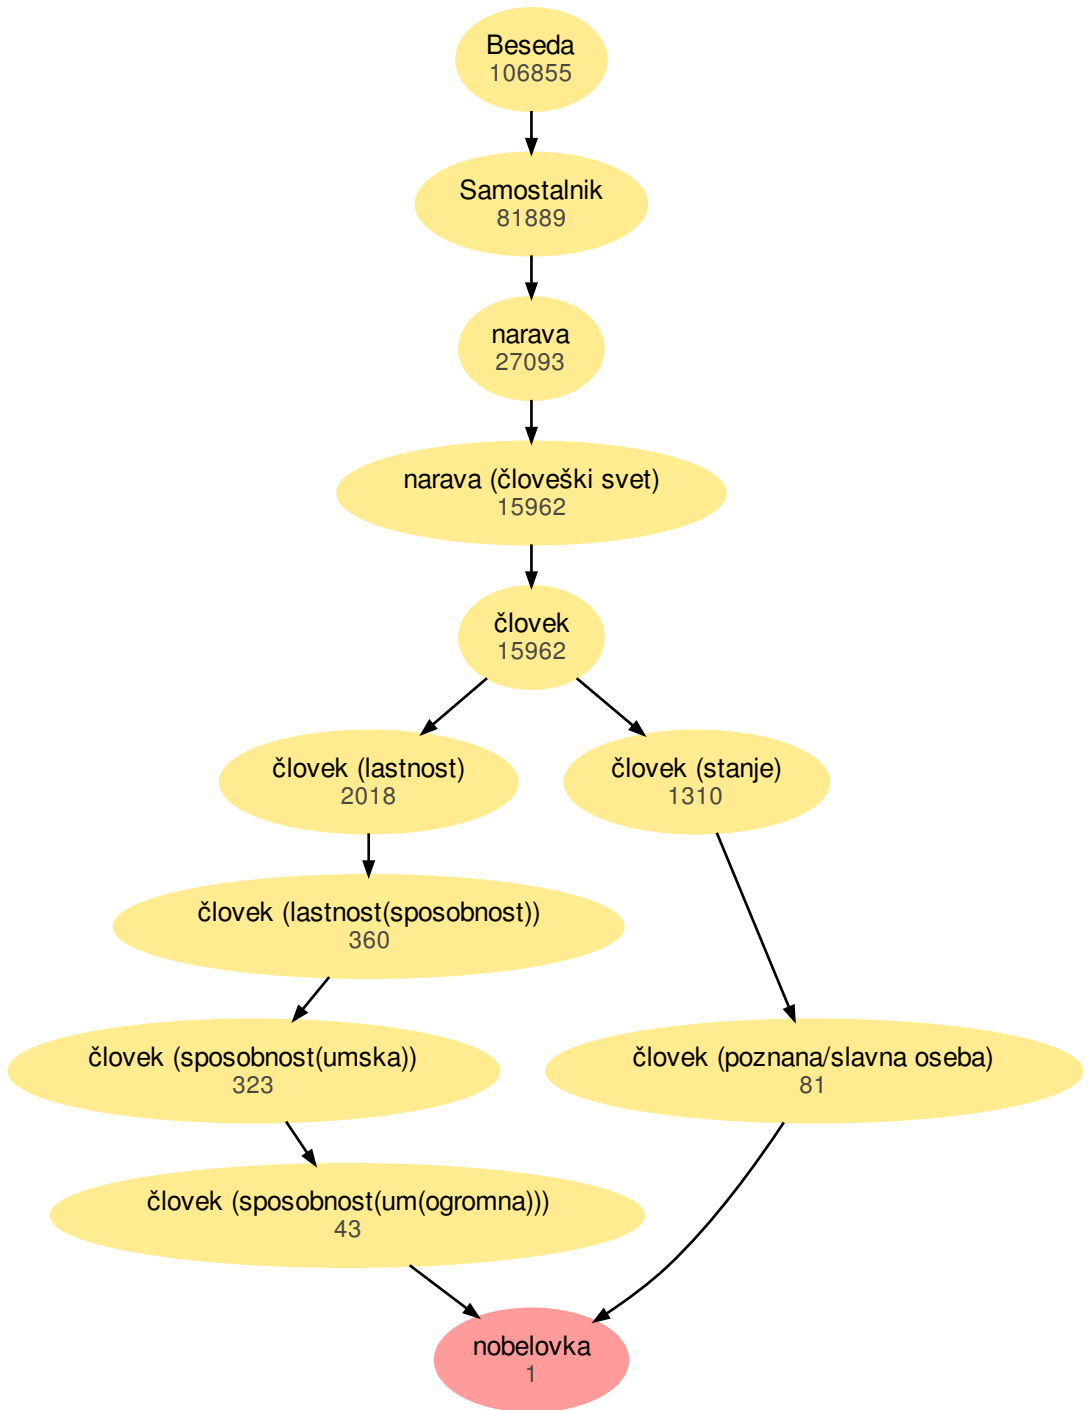 Beseda
106855
Samostalnik
81889
narava
27093
narava (človeški svet)
15962
človek
15962
človek (lastnost)
2018
človek (stanje)
1310
človek (lastnost(sposobnost))
360
človek (sposobnost(umska))
323
človek (poznana/slavna oseba)
81
človek (sposobnost(um(ogromna)))
43
nobelovka
1